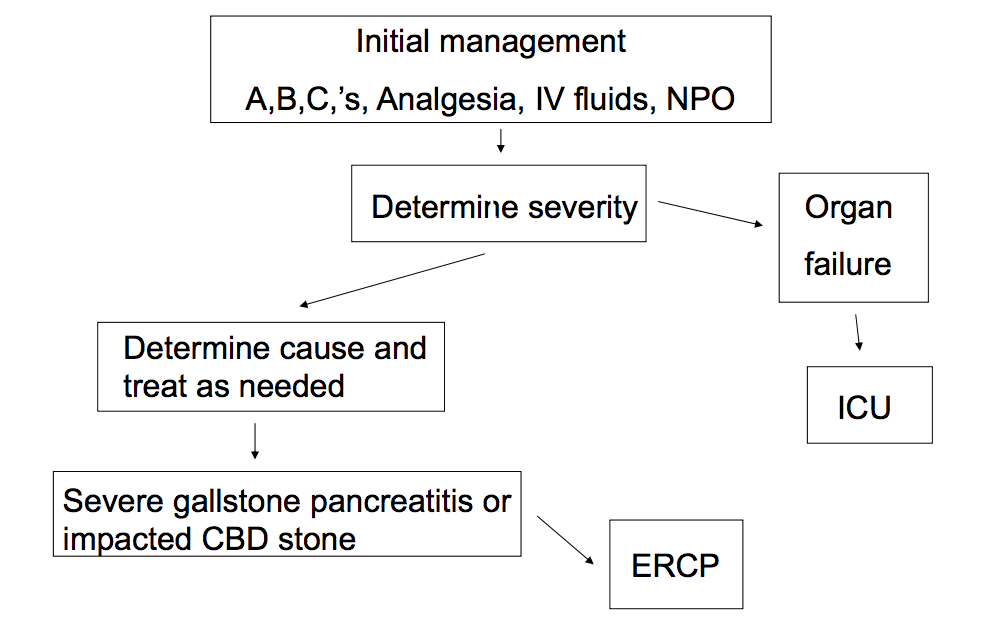 Initial management
A,B,C,’s, Analgesia, IV fluids, NPO
Determine severity
Organ
failure
Determine cause and
treat as needed
ICU
Severe gallstone pancreatitis or
impacted CBD stone
ERCP